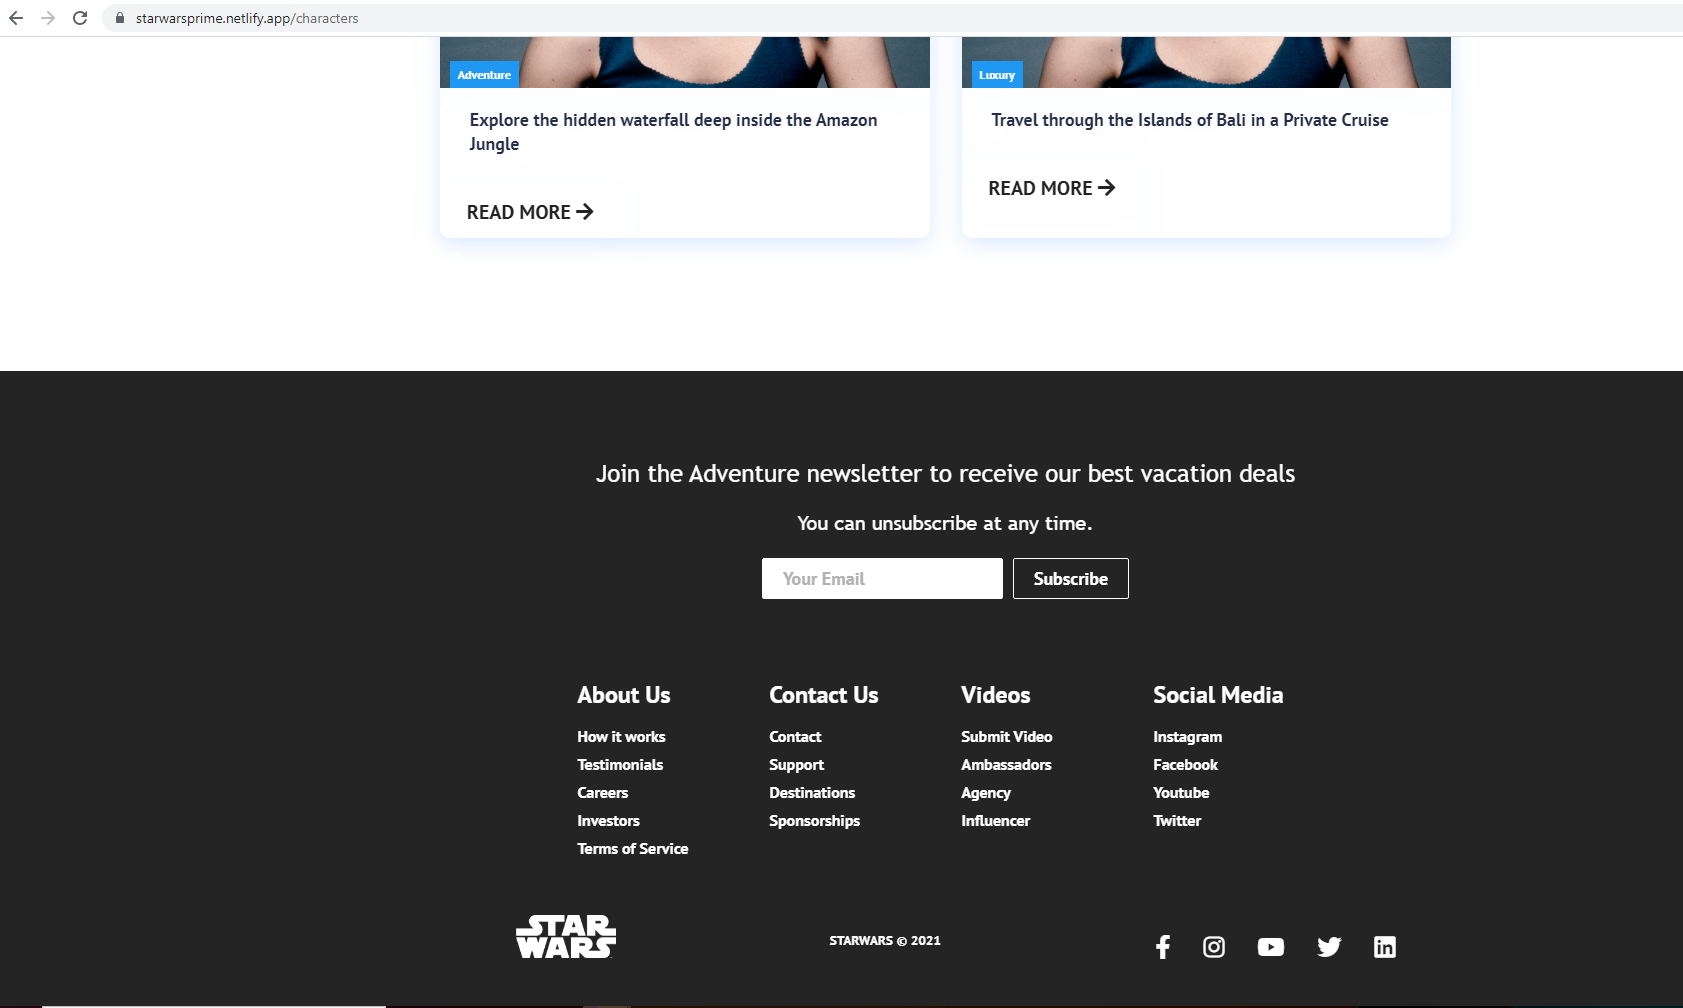 starwarsprime.netlify.app/characters
Adventure
Explore the hidden waterfall deep inside the Amazon
Jungle
READ MORE
Luxury
Travel through the Islands of Bali in a Private Cruise
READ MORE
Join the Adventure newsletter to receive our best vacation deals
You can unsubscribe at any time.
Your Email
Subscribe
About Us
How it works
Testimonials
Careers
Investors
Terms of Service
Contact Us
Contact
Support
Destinations
Sponsorships
Videos
Submit Video
Ambassadors
Agency
Influencer
Social Media
Instagram
Facebook
Youtube
Twitter
STAR
WARS
STARWARS © 2021